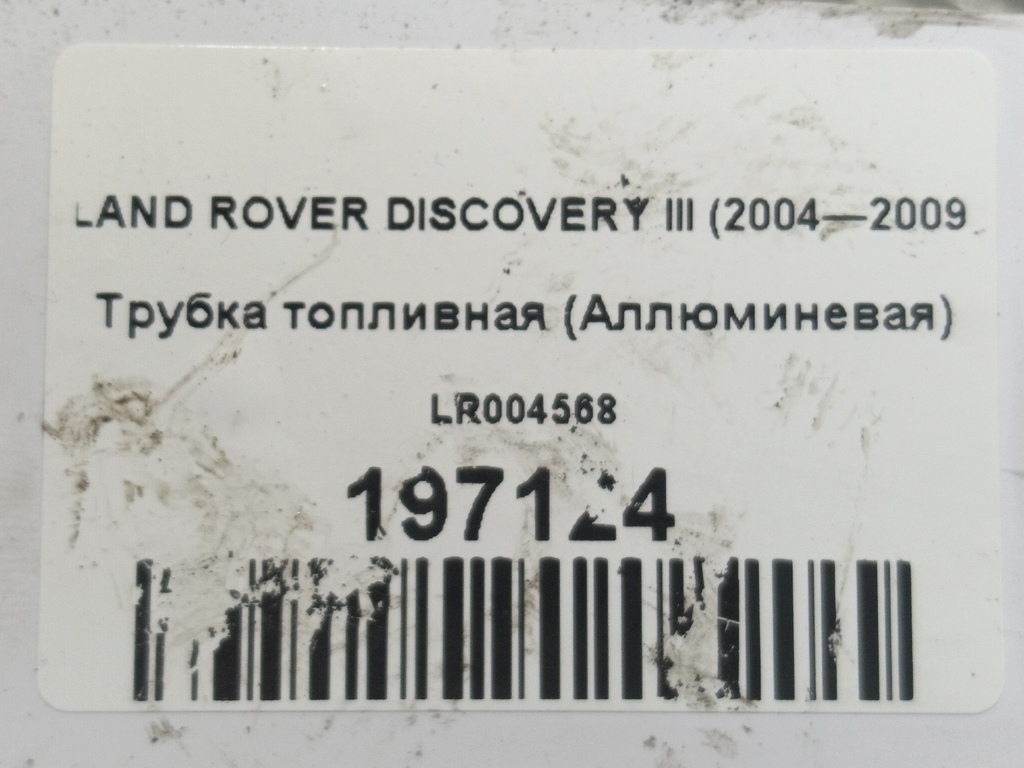 LAND ROVER DISCOVERY III (2004—2009
Трубка топливная (Аллюминевая)
LR004568
197124